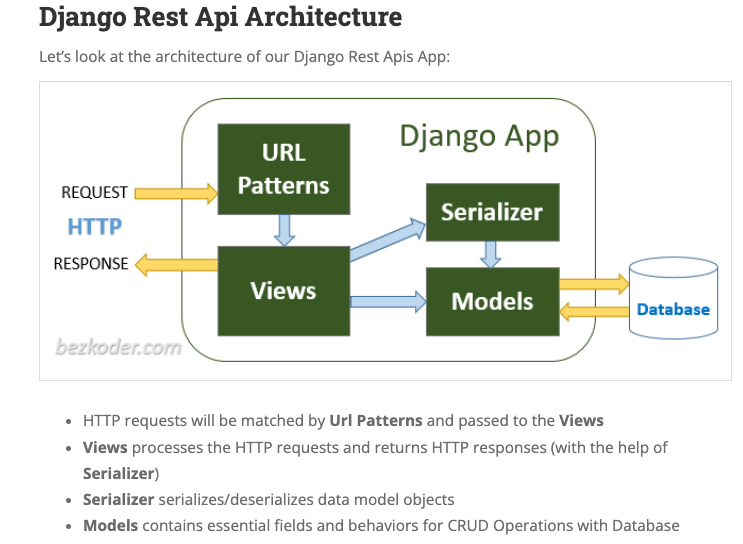 Django Rest Api Architecture
Let’s look at the architecture of our Django Rest Apis App:
Django App
URL
Patterns
REQUEST
HTTP
RESPONSE
Serializer
Views
Models
Database
bezkoder.com
HTTP requests will be matched by Url Patterns and passed to the Views
Views processes the HTTP requests and returns HTTP responses (with the help of
Serializer)
Serializer serializes/deserializes data model objects
Models contains essential fields and behaviors for CRUD Operations with Database